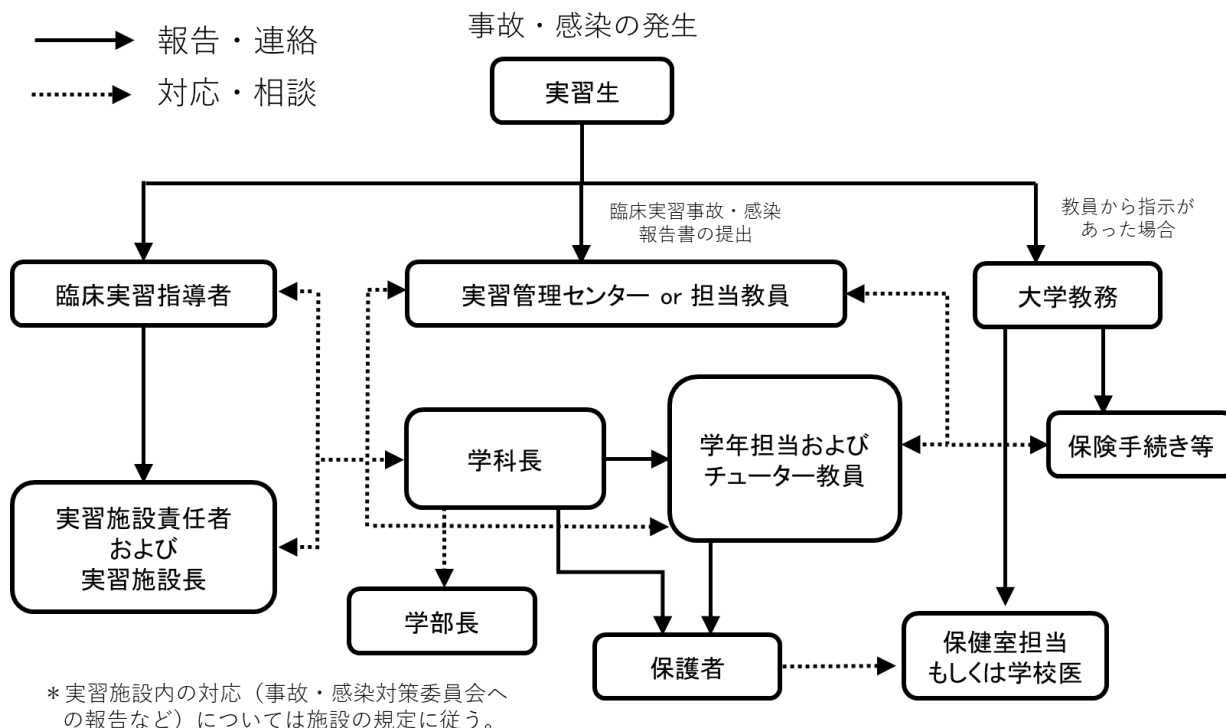 事故・感染の発生
報告・連絡
対応・相談
実習生
臨床実習事故・感染
報告書の提出
教員から指示が
あった場合
臨床実習指導者
実習管理センター or 担当教員
大学教務
学科長
学年担当および
チューター教員
保険手続き等
実習施設責任者
および
実習施設長
学部長
保護者
保健室担当
もしくは学校医
＊実習施設内の対応（事故・感染対策委員会へ
の報告など）については施設の規定に従う。